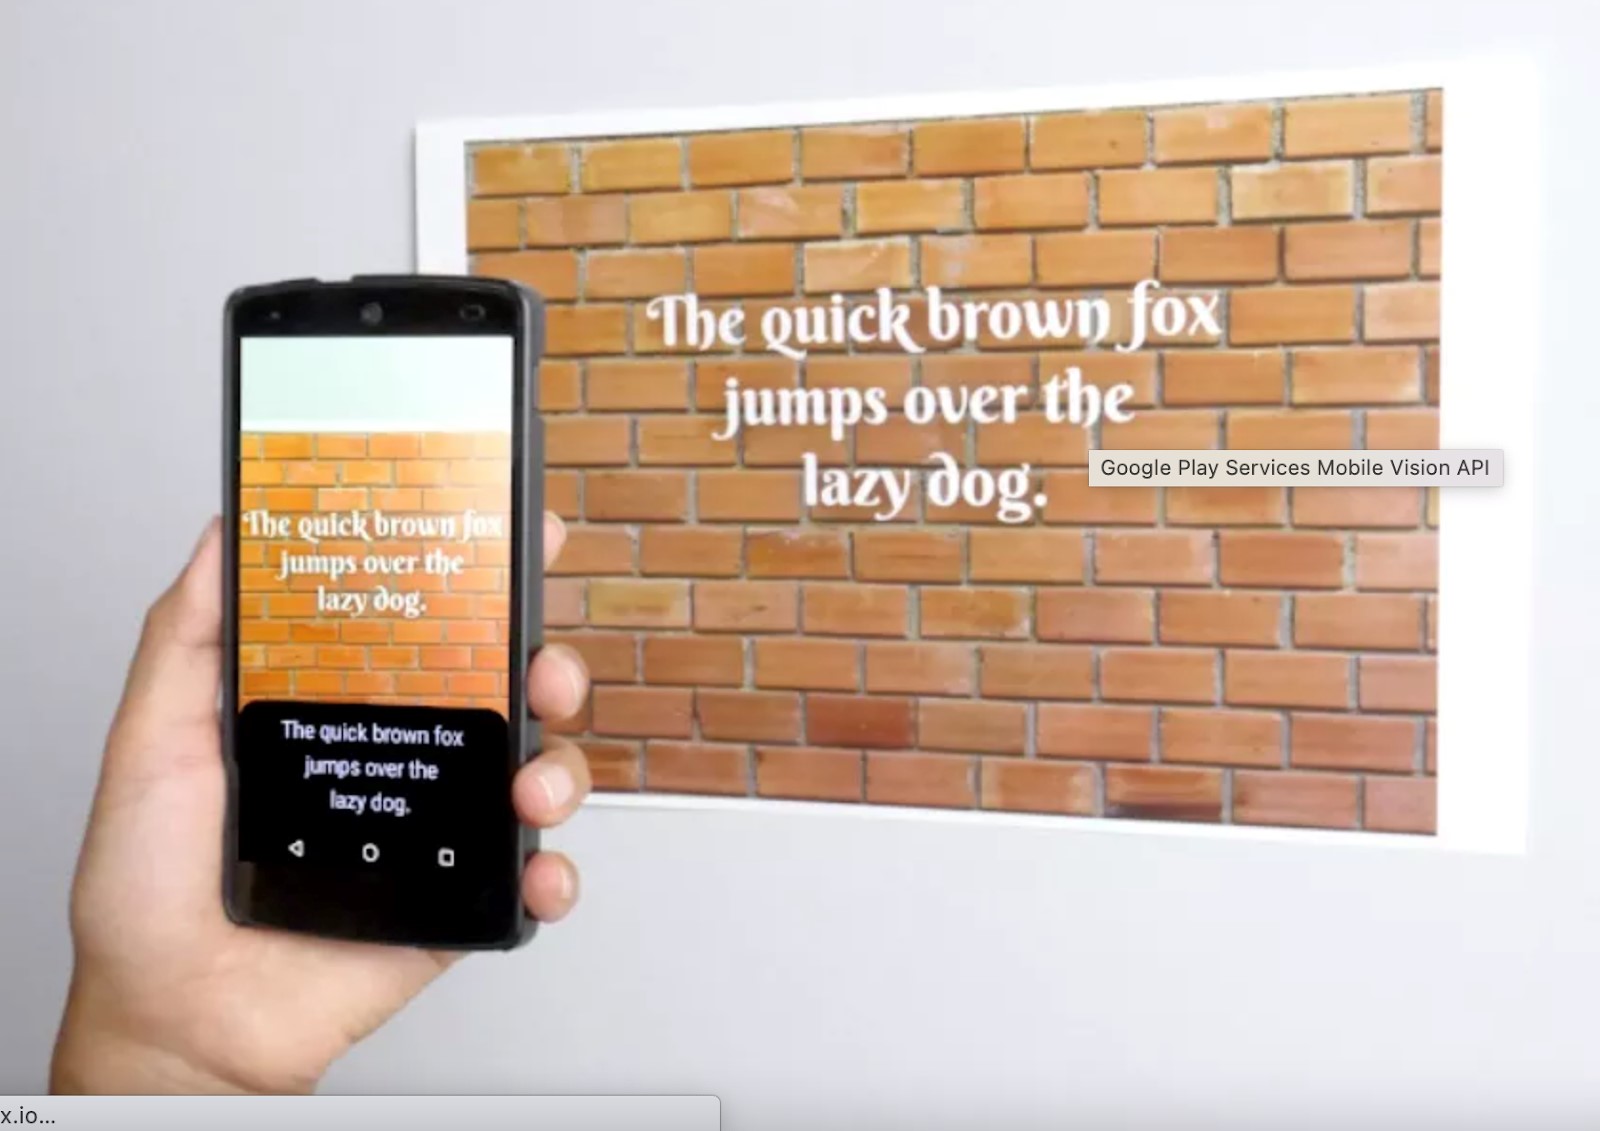 The quick brown fox
jumps over the
lazy dog.
Google Play Services Mobile Vision API
The quick brown fox
jumps over the
lazy dog.
The quick brown fox
jumps over the
lazy dog.
x.io...